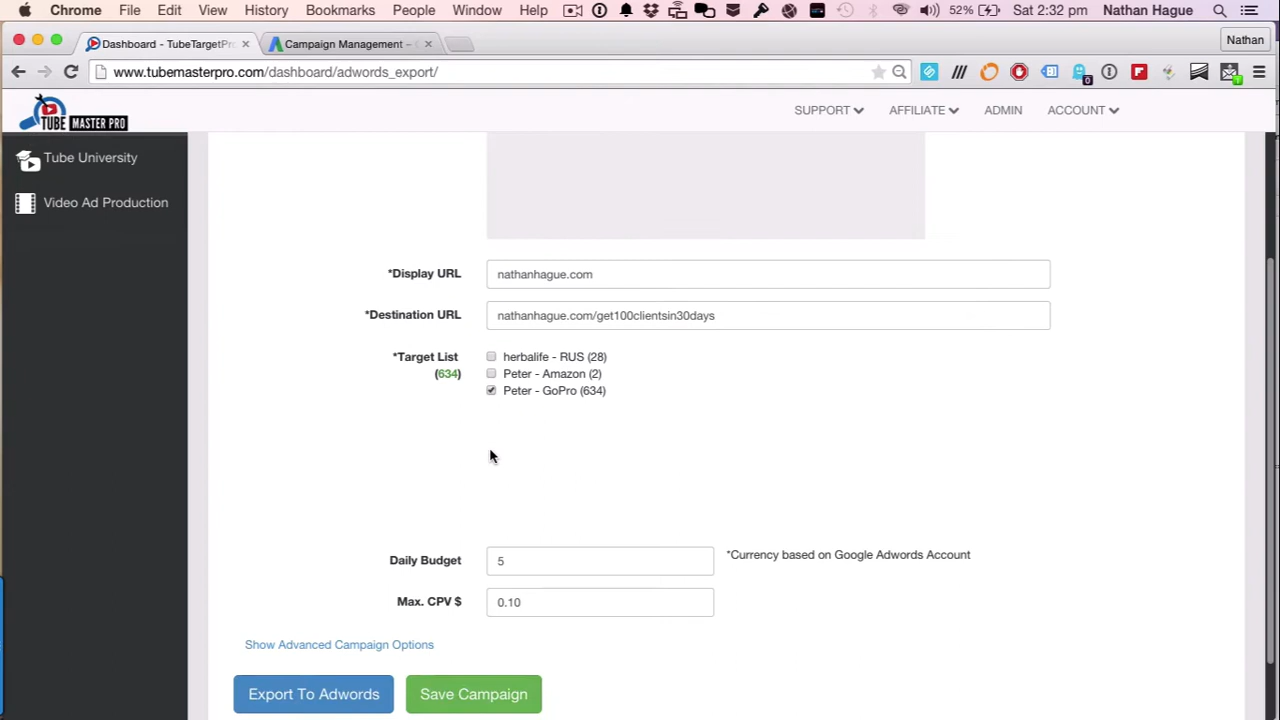 Chrome File Edit View History Bookmarks People Window Help 52% Sat 2:32 pm Nathan Hague
Dashboard - TubeTargetPr Campaign Management – Nathan
www.tubemasterpro.com/dashboard/adwords_export/
TUBE MASTER PRO SUPPORT AFFILIATE ADMIN ACCOUNT
Tube University
Video Ad Production
*Display URL nathanhague.com
*Destination URL nathanhague.com/get100clientsin30days
*Target List herbalife - RUS (28)
(634) Peter - Amazon (2)
Peter - GoPro (634)
Daily Budget 5 *Currency based on Google Adwords Account
Max. CPV $ 0.10
Show Advanced Campaign Options
Export To Adwords Save Campaign